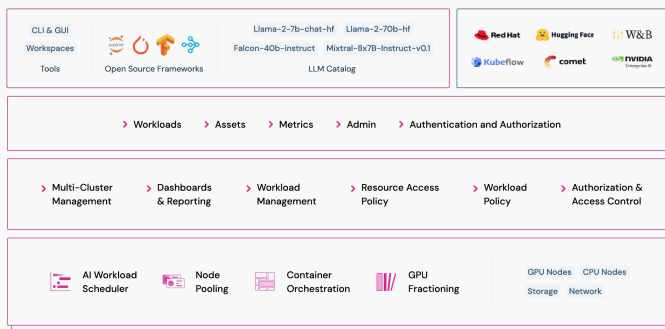 CLI & GUI
Workspaces
Tools
jupyter
Open Source Frameworks
Llama-2-7b-chat-hf Llama-2-70b-hf
Falcon-40b-instruct Mixtral-8x7B-Instruct-v0.1
LLM Catalog
Red Hat Hugging Face W&B
Kubeflow comet NVIDIA
Enterprise AI
Workloads Assets Metrics Admin Authentication and Authorization
Multi-Cluster
Management
Dashboards
& Reporting
Workload
Management
Resource Access
Policy
Workload
Policy
Authorization &
Access Control
AI Workload
Scheduler
Node
Pooling
Container
Orchestration
GPU
Fractioning
GPU Nodes CPU Nodes
Storage Network